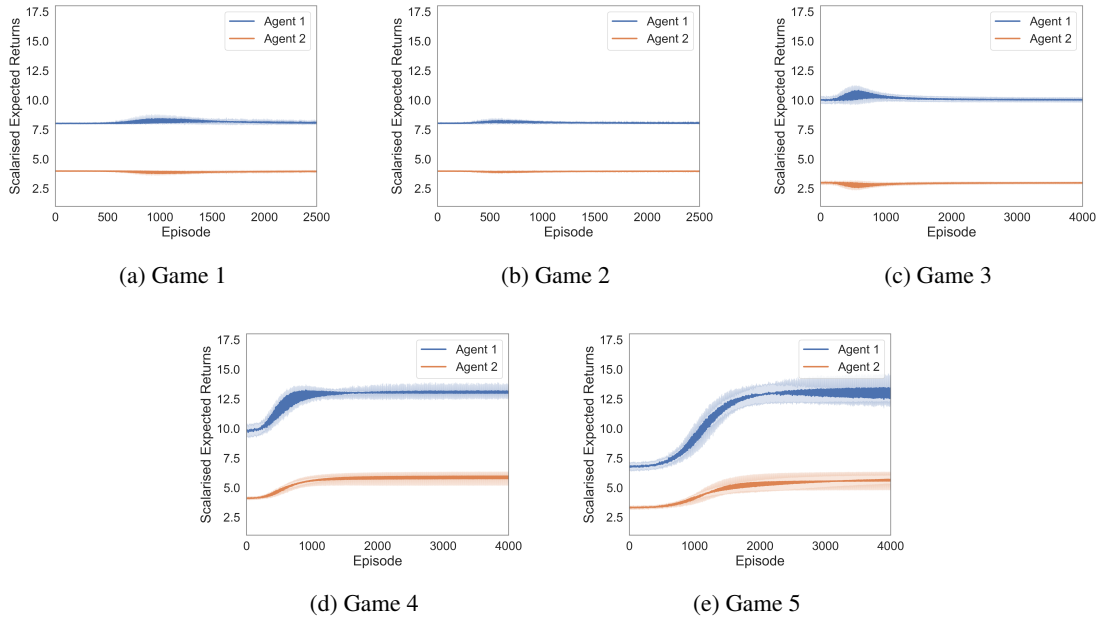 Scalarised Expected Returns
17.5
15.0
12.5
10.0
7.5
5.0
2.5
0
500
1000
1500
2000
2500
Episode
Agent 1
Agent 2
(a) Game 1
Scalarised Expected Returns
17.5
15.0
12.5
10.0
7.5
5.0
2.5
0
500
1000
1500
2000
2500
Episode
Agent 1
Agent 2
(b) Game 2
Scalarised Expected Returns
17.5
15.0
12.5
10.0
7.5
5.0
2.5
0
1000
2000
3000
4000
Episode
Agent 1
Agent 2
(c) Game 3
Scalarised Expected Returns
17.5
15.0
12.5
10.0
7.5
5.0
2.5
0
1000
2000
3000
4000
Episode
Agent 1
Agent 2
(d) Game 4
Scalarised Expected Returns
17.5
15.0
12.5
10.0
7.5
5.0
2.5
0
1000
2000
3000
4000
Episode
Agent 1
Agent 2
(e) Game 5